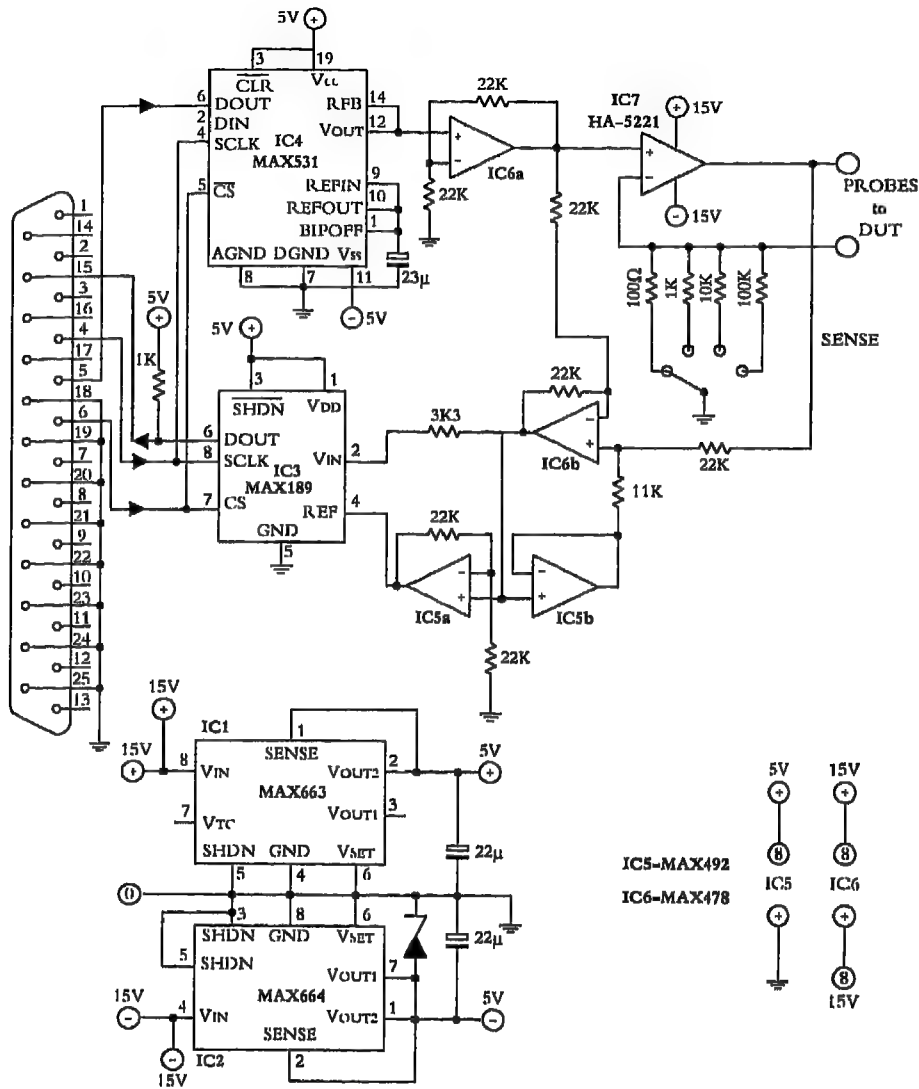 5V
3
19
CLR
VCC
6
DOUT
RFB
14
2
DIN
VOUT
12
4
SCLK
IC4
MAX531
5
CS
REFIN
9
REFOUT
10
BIPOFF
1
AGND
DGND
VSS
8
7
11
23μ
5V
22K
IC6a
22K
22K
IC7
HA-5221
15V
15V
PROBES
to
DUT
100Ω
1K
10K
100K
SENSE
1
14
2
15
3
16
4
17
5
18
6
19
7
20
8
21
9
22
10
23
11
24
12
25
13
5V
1K
5V
3
1
SHDN
VDD
6
DOUT
8
SCLK
IC3
MAX189
VIN
2
7
CS
REF
4
GND
5
3K3
22K
IC6b
22K
11K
22K
IC5a
IC5b
22K
15V
15V
IC1
1
SENSE
8
VIN
VOUT2
2
5V
MAX663
7
VTC
VOUT1
3
SHDN
GND
VSET
5
4
6
22μ
0
3
8
6
SHDN
GND
VSET
5
SHDN
VOUT1
7
22μ
15V
4
VIN
MAX664
VOUT2
1
5V
SENSE
IC2
2
15V
5V
15V
8
8
IC5=MAX492
IC5
IC6
IC6=MAX478
8
15V